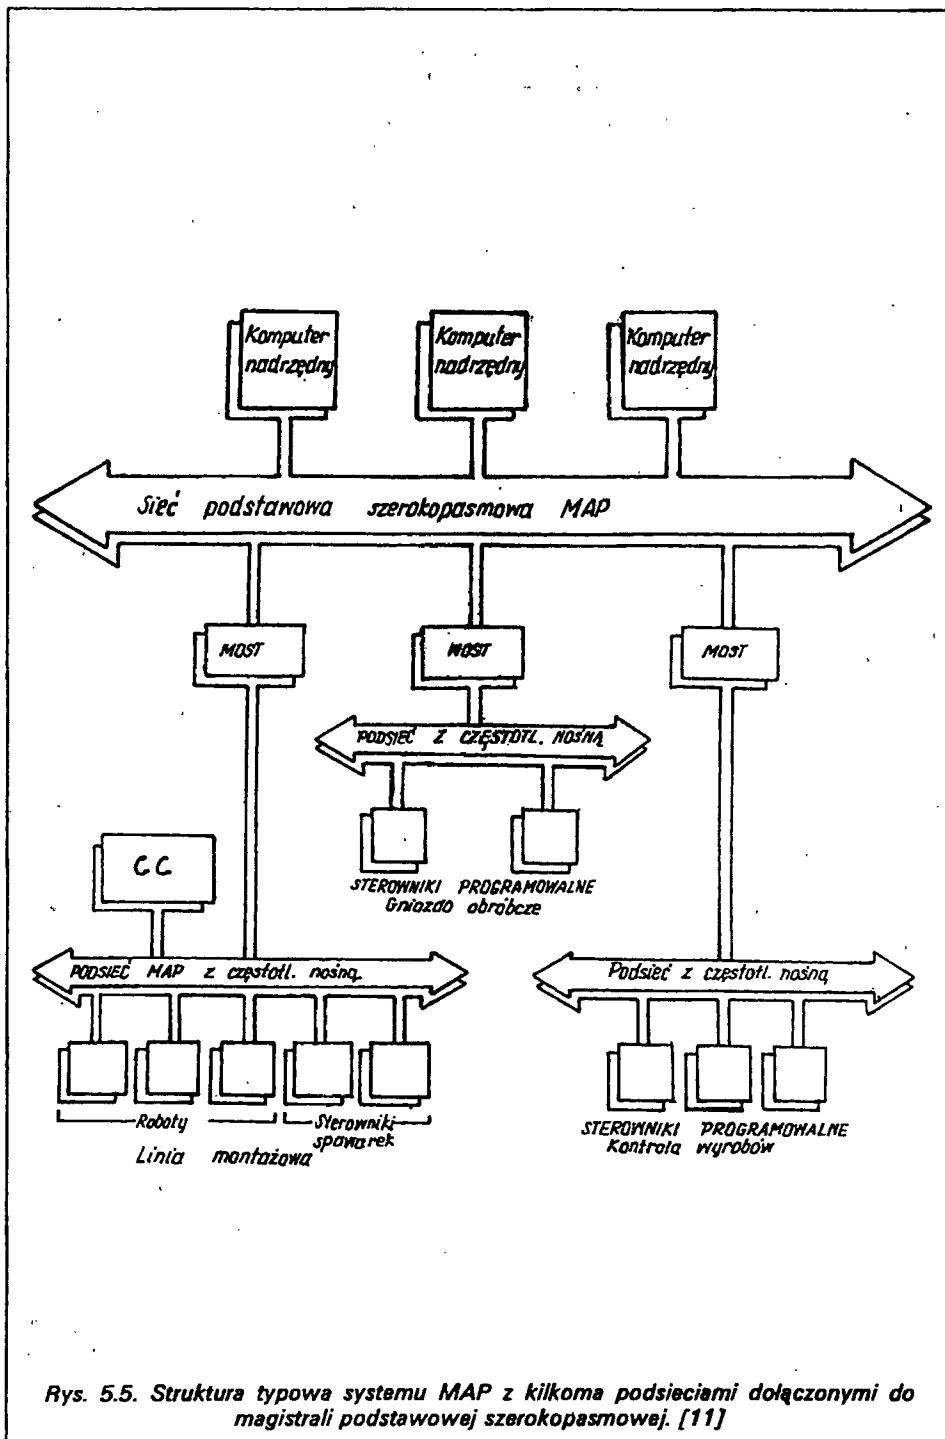 Komputer
nadrzędny
Komputer
nadrzędny
Komputer
nadrzędny
Sieć podstawowa szerokopasmowa MAP
MOST
MOST
MOST
PODSIEĆ Z CZĘSTOTL. NOŚNĄ
STEROWNIKI PROGRAMOWALNE
Gniazdo obróbcze
C.C
PODSIEĆ MAP z częstotl. nośną
Podsieć z częstotl. nośną
Roboty
Sterowniki
spawarek
Linia montażowa
STEROWNIKI PROGRAMOWALNE
Kontrola wyrobów
Rys. 5.5. Struktura typowa systemu MAP z kilkoma podsieciami dołączonymi do
magistrali podstawowej szerokopasmowej. [11]